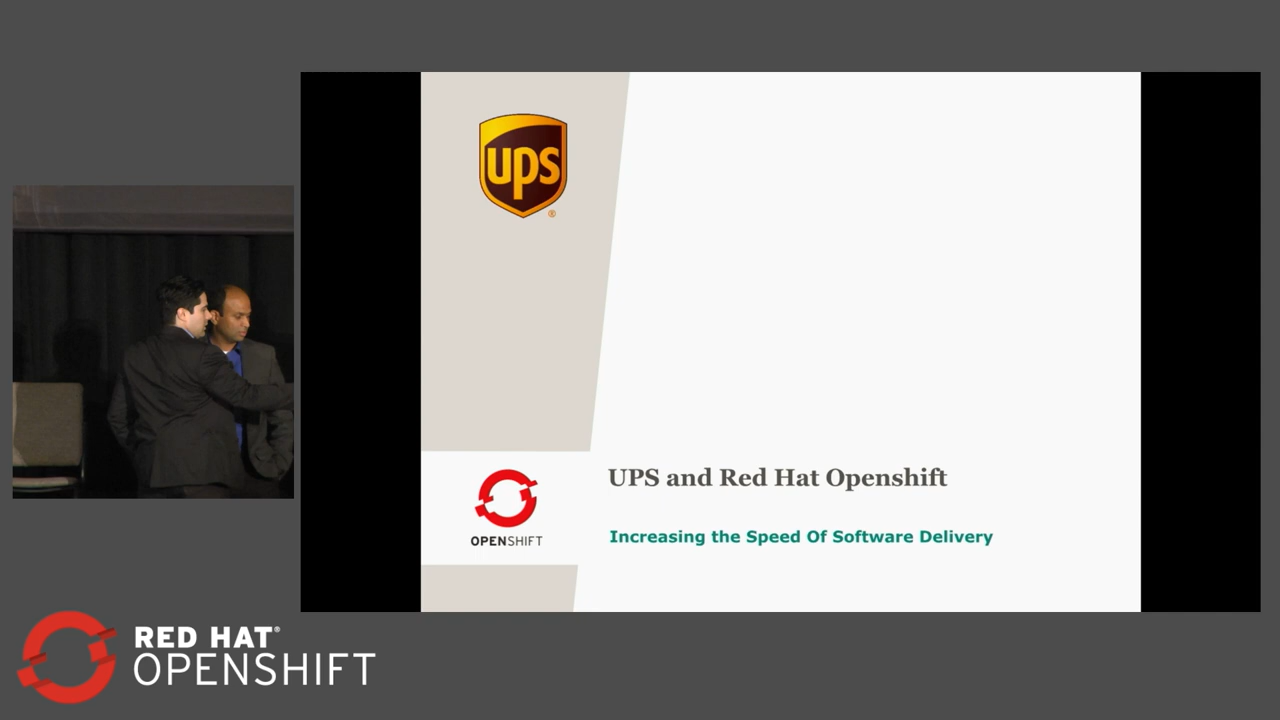 ups
®
OPENSHIFT
UPS and Red Hat Openshift
Increasing the Speed Of Software Delivery
RED HAT®
OPENSHIFT